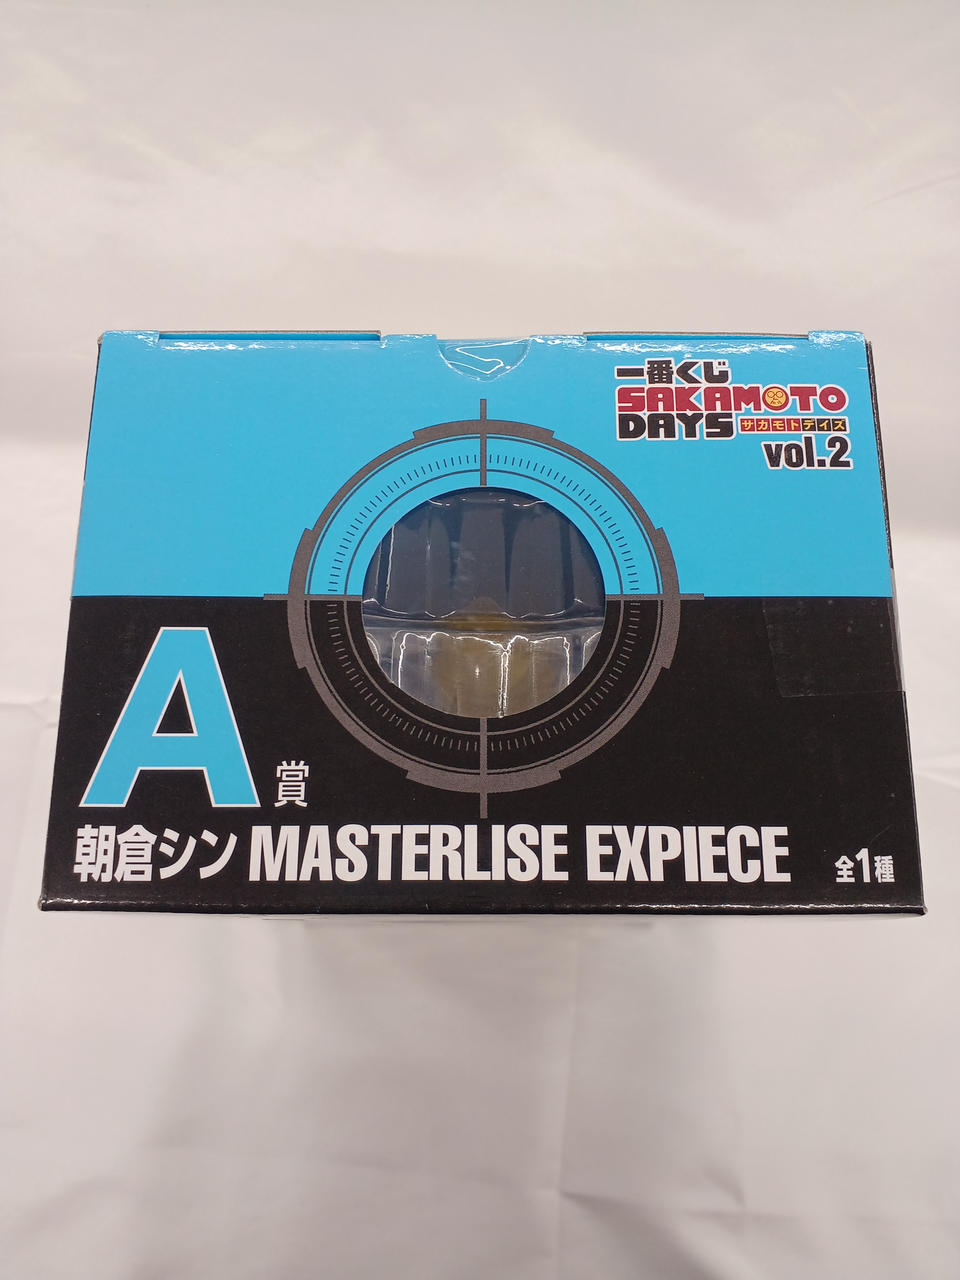 一番くじ
SAKAMOTO
DAYS サカモトデイズ
vol.2
A賞
朝倉シン MASTERLISE EXPIECE
全1種